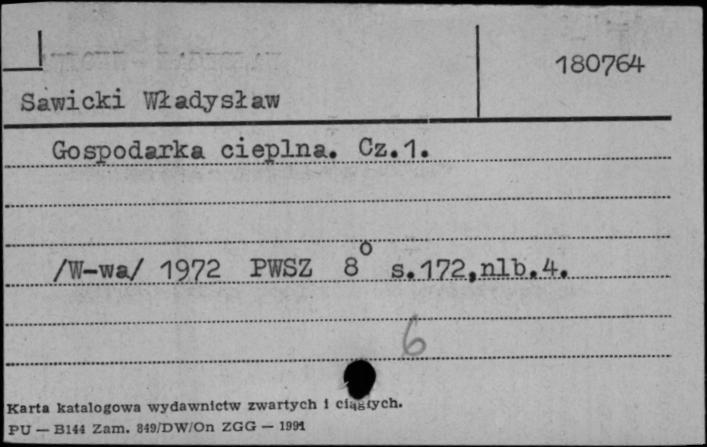 180764
Sawicki Władysław
Gospodarka cieplna. Cz.1.
/W-wa/ 1972 PWSZ 8° s.172,nlb.4.
6
Karta katalogowa wydawnictw zwartych i ciągłych.
PU — B144 Zam. 849/DW/On ZGG — 1991